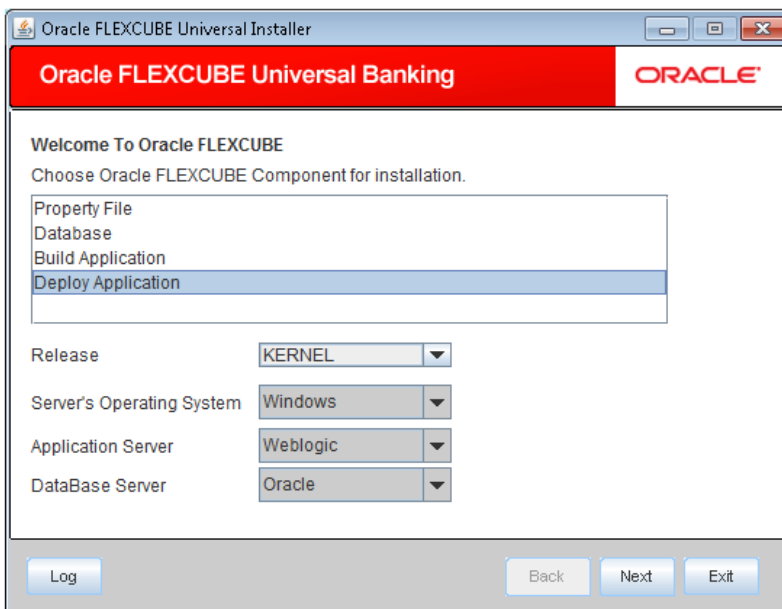 Oracle FLEXCUBE Universal Installer
Oracle FLEXCUBE Universal Banking
ORACLE
Welcome To Oracle FLEXCUBE
Choose Oracle FLEXCUBE Component for installation.
Property File
Database
Build Application
Deploy Application
Release KERNEL
Server's Operating System Windows
Application Server Weblogic
DataBase Server Oracle
Log Back Next Exit